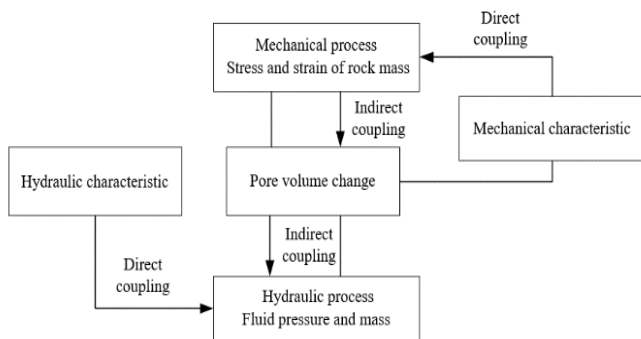 Direct
coupling
Mechanical process
Stress and strain of rock mass
Indirect
coupling
Mechanical characteristic
Hydraulic characteristic
Pore volume change
Indirect
coupling
Direct
coupling
Hydraulic process
Fluid pressure and mass